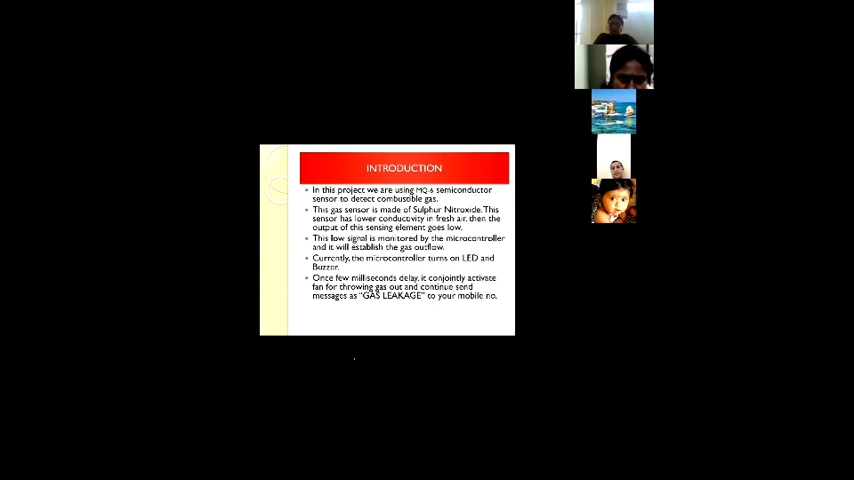 INTRODUCTION
• In this project we are using MQ-6 semiconductor
sensor to detect combustible gas.
• This gas sensor is made of Sulphur Nitroxide. This
sensor has lower conductivity in fresh air. then the
output of this sensing element goes low.
• This low signal is monitored by the microcontroller
and it will establish the gas outflow.
• Currently, the microcontroller turns on LED and
Buzzor.
• Once few milliseconds delay, it conjointly activate
fan for throwing gas out and continue send
messages as “GAS LEAKAGE” to your mobile no.